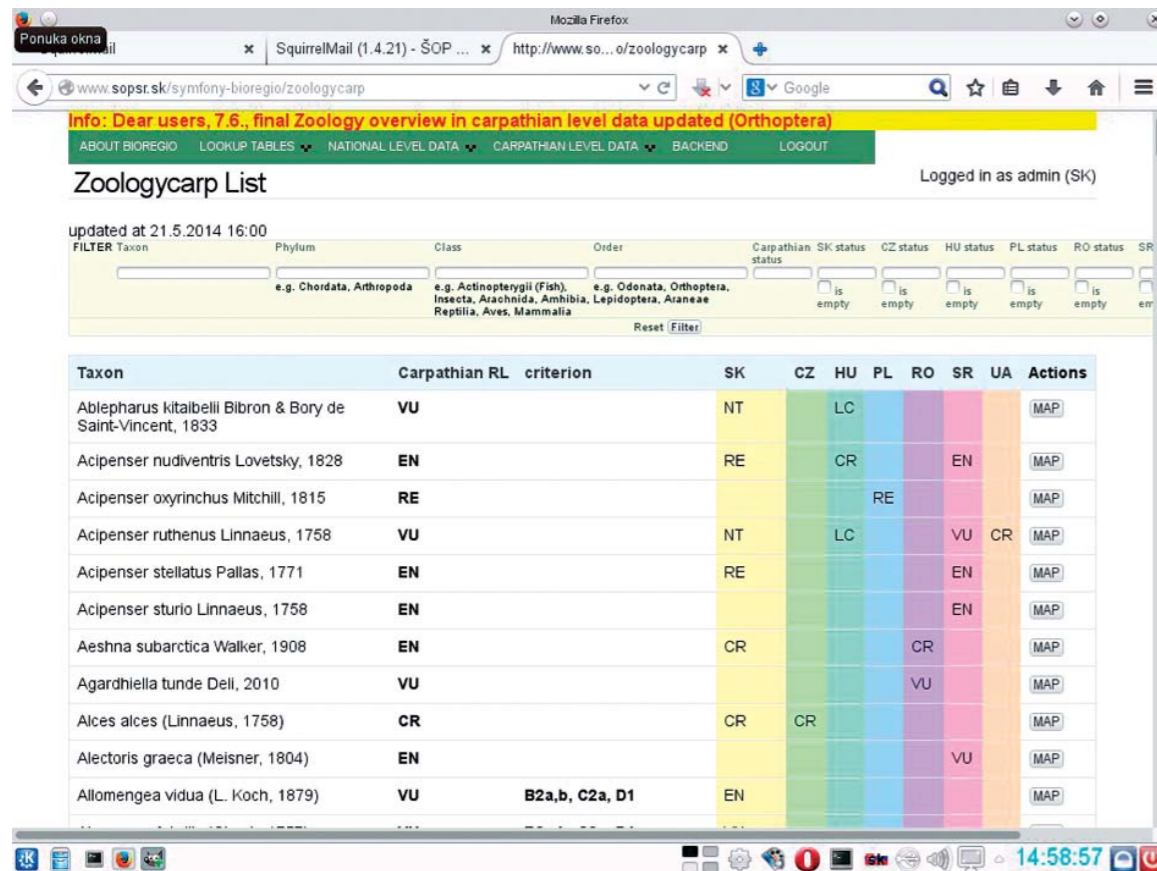 Mozilla Firefox
Ponuka okna
SquirrelMail (1.4.21) - ŠOP ...
http://www.so....o/zoologycarp
www.sopsr.sk/symfony-bioregio/zoologycarp
Google
Info: Dear users, 7.6., final Zoology overview in carpathian level data updated (Orthoptera)
ABOUT BIOREGIO LOOKUP TABLES NATIONAL LEVEL DATA CARPATHIAN LEVEL DATA BACKEND LOGOUT
Zoologycarp List
Logged in as admin (SK)
updated at 21.5.2014 16:00
FILTER Taxon Phylum Class Order Carpathian status SK status CZ status HU status PL status RO status SR
e.g. Chordata, Arthropoda
e.g. Actinopterygii (Fish), Insecta, Arachnida, Amhibia, Reptilia, Aves, Mammalia
e.g. Odonata, Orthoptera, Lepidoptera, Araneae
is empty is empty is empty is empty is empty
Reset Filter
Taxon Carpathian RL criterion SK CZ HU PL RO SR UA Actions
Ablepharus kitaibelii Bibron & Bory de Saint-Vincent, 1833 VU NT LC MAP
Acipenser nudiventris Lovetsky, 1828 EN RE CR EN MAP
Acipenser oxyrinchus Mitchill, 1815 RE RE MAP
Acipenser ruthenus Linnaeus, 1758 VU NT LC VU CR MAP
Acipenser stellatus Pallas, 1771 EN RE EN MAP
Acipenser sturio Linnaeus, 1758 EN EN MAP
Aeshna subarctica Walker, 1908 EN CR CR MAP
Agardhiella tunde Deli, 2010 VU VU MAP
Alces alces (Linnaeus, 1758) CR CR CR MAP
Alectoris graeca (Meisner, 1804) EN VU MAP
Allomengea vidua (L. Koch, 1879) VU B2a,b, C2a, D1 EN MAP
sk
14:58:57